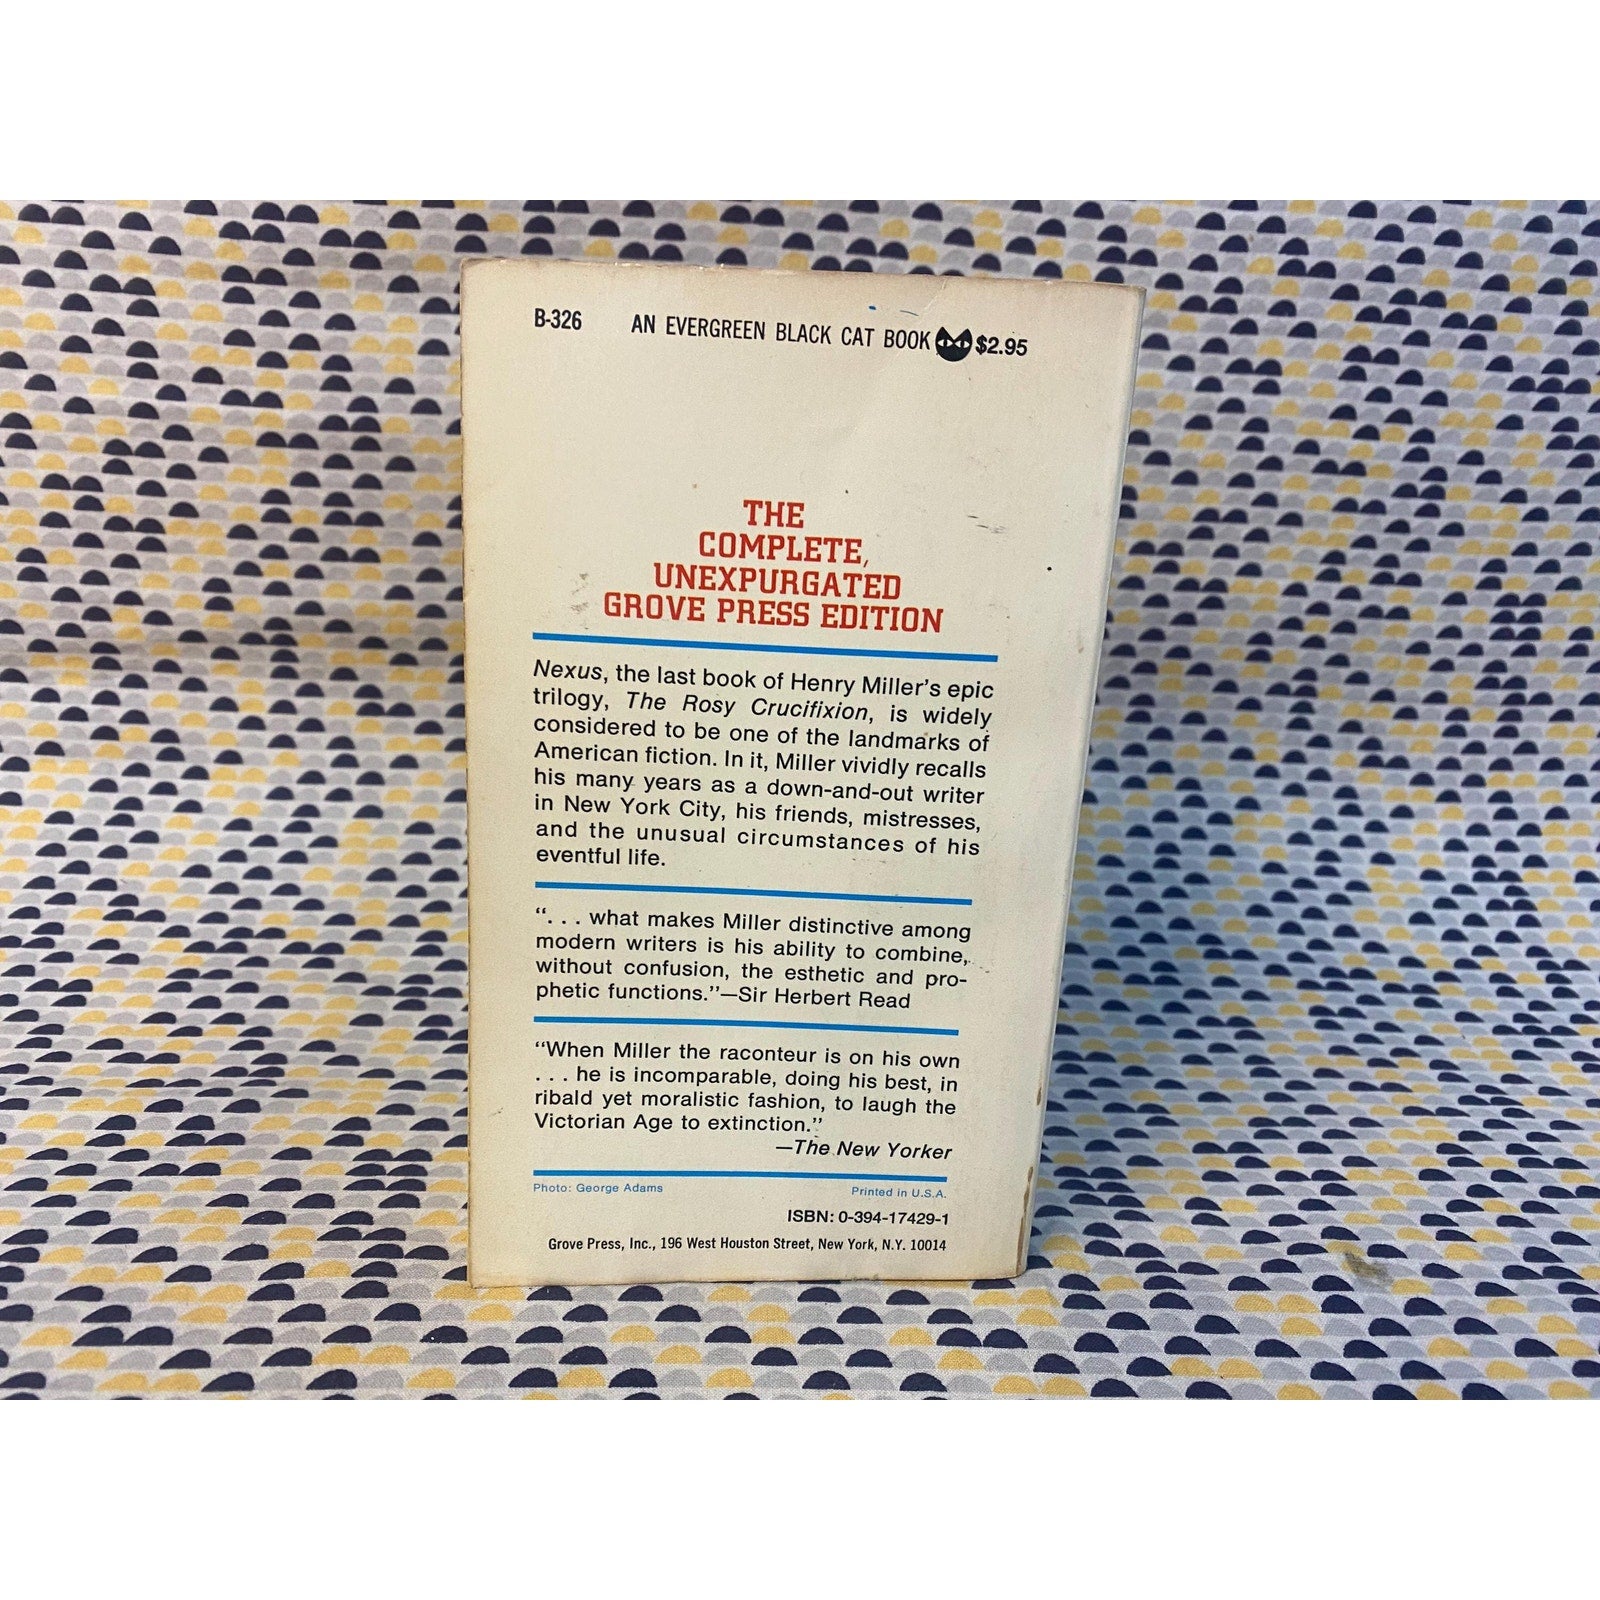 B-326 AN EVERGREEN BLACK CAT BOOK $2.95
THE
COMPLETE,
UNEXPURGATED
GROVE PRESS EDITION
Nexus, the last book of Henry Miller's epic
trilogy, The Rosy Crucifixion, is widely
considered to be one of the landmarks of
American fiction. In it, Miller vividly recalls
his many years as a down-and-out writer
in New York City, his friends, mistresses,
and the unusual circumstances of his
eventful life.
“. . . what makes Miller distinctive among
modern writers is his ability to combine,
without confusion, the esthetic and pro-
phetic functions.”—Sir Herbert Read
“When Miller the raconteur is on his own
. . . he is incomparable, doing his best, in
ribald yet moralistic fashion, to laugh the
Victorian Age to extinction.”
—The New Yorker
Photo: George Adams Printed in U.S.A.
ISBN: 0-394-17429-1
Grove Press, Inc., 196 West Houston Street, New York, N.Y. 10014